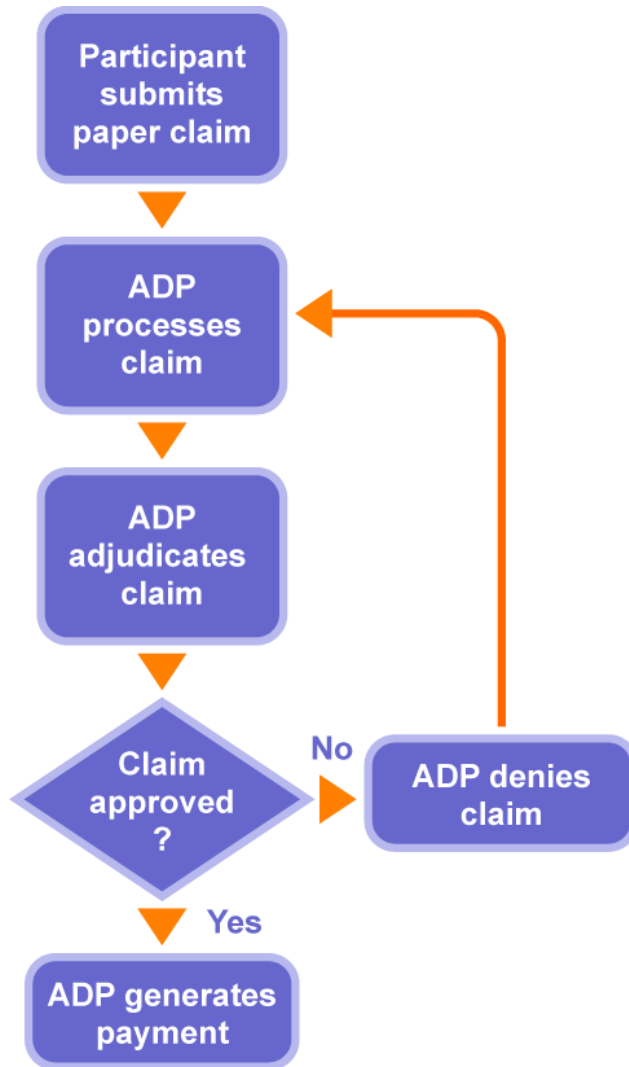 Participant
submits
paper claim
ADP
processes
claim
ADP
adjudicates
claim
Claim
approved
?
No
ADP denies
claim
Yes
ADP generates
payment